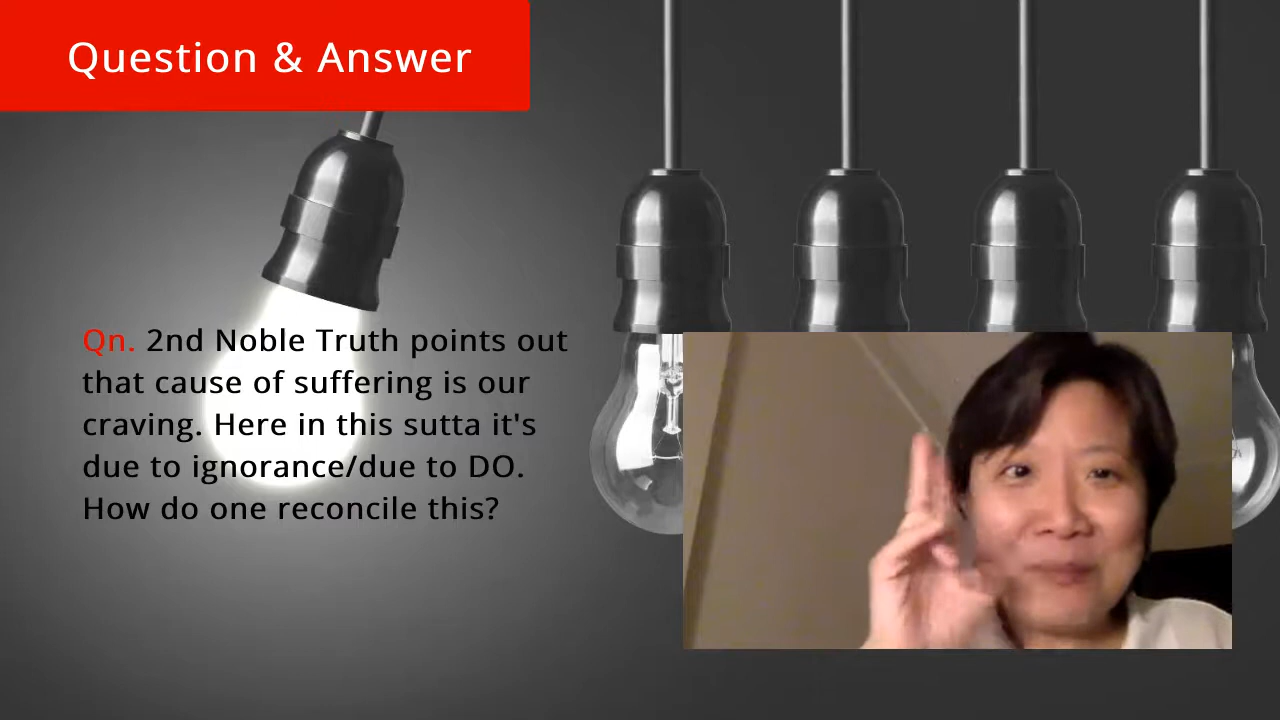 Question & Answer
Qn. 2nd Noble Truth points out
that cause of suffering is our
craving. Here in this sutta it's
due to ignorance/due to DO.
How do one reconcile this?